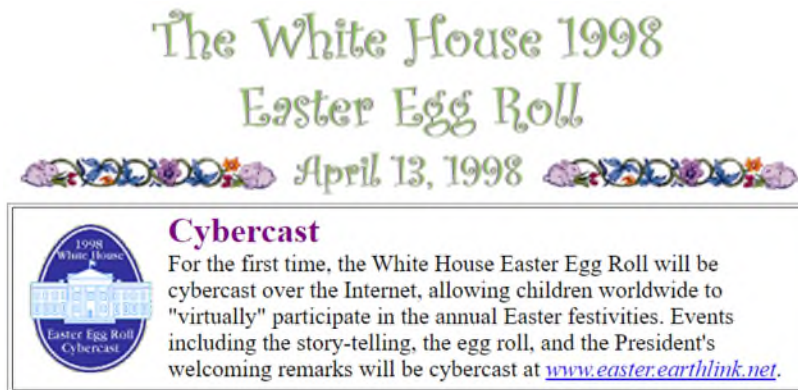 The White House 1998
Easter Egg Roll
April 13, 1998
1998
White House
Easter Egg Roll
Cybercast
Cybercast
For the first time, the White House Easter Egg Roll will be
cybercast over the Internet, allowing children worldwide to
"virtually" participate in the annual Easter festivities. Events
including the story-telling, the egg roll, and the President's
welcoming remarks will be cybercast at www.easter.earthlink.net.